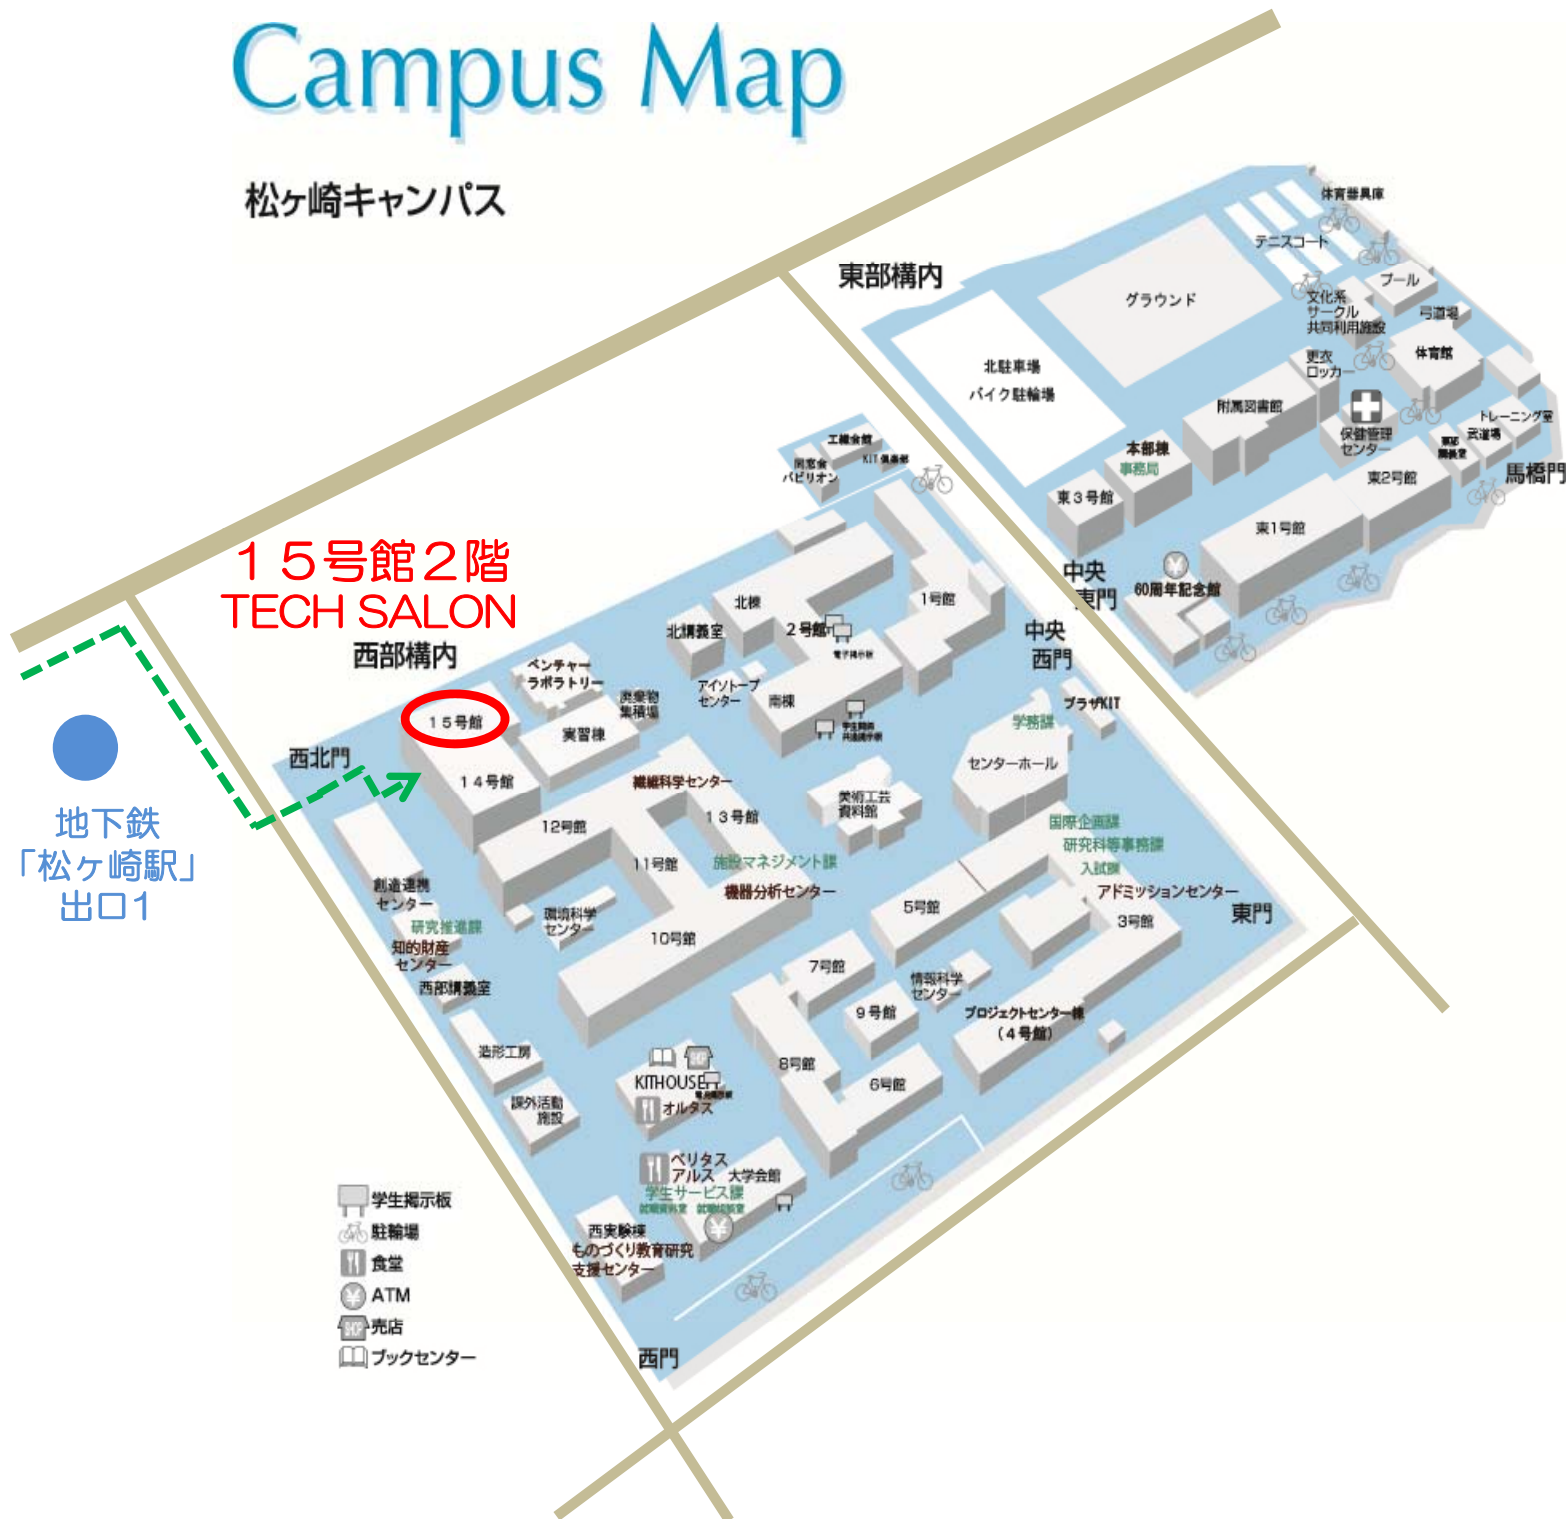 Campus Map
松ヶ崎キャンパス
東部構内
体育器具庫
テニスコート
プール
グラウンド
文化系
サークル
共同利用施設
弓道場
体育館
更衣
ロッカー
北駐車場
バイク駐輪場
附属図書館
トレーニング室
武道場
保健管理
センター
本部棟
事務局
馬橋門
東2号館
東3号館
東1号館
中央
東門
60周年記念館
工繊会館
KIT倶楽部
同窓会
パビリオン
1号館
北棟
2号館
電子掲示板
北講義室
中央
西門
15号館2階
TECH SALON
西部構内
ベンチャー
ラボラトリー
廃棄物
集積場
アイソトープ
センター
南棟
プラザKIT
学務課
15号館
実習棟
センターホール
西北門
14号館
繊維科学センター
美術工芸
資料館
地下鉄
「松ヶ崎駅」
出口1
12号館
13号館
国際企画課
研究科等事務課
入試課
アドミッションセンター
11号館
施設マネジメント課
機器分析センター
創造連携
センター
5号館
3号館
東門
研究推進課
環境科学
センター
知的財産
センター
10号館
7号館
情報科学
センター
西部講義室
9号館
プロジェクトセンター棟
(4号館)
造形工房
8号館
6号館
KITHOUSE
オルタス
課外活動
施設
ベリタス
アルス
大学会館
学生サービス課
就職資料室 就職相談室
西実験棟
ものづくり教育研究
支援センター
西門
学生掲示板
駐輪場
食堂
ATM
SHOP
売店
ブックセンター